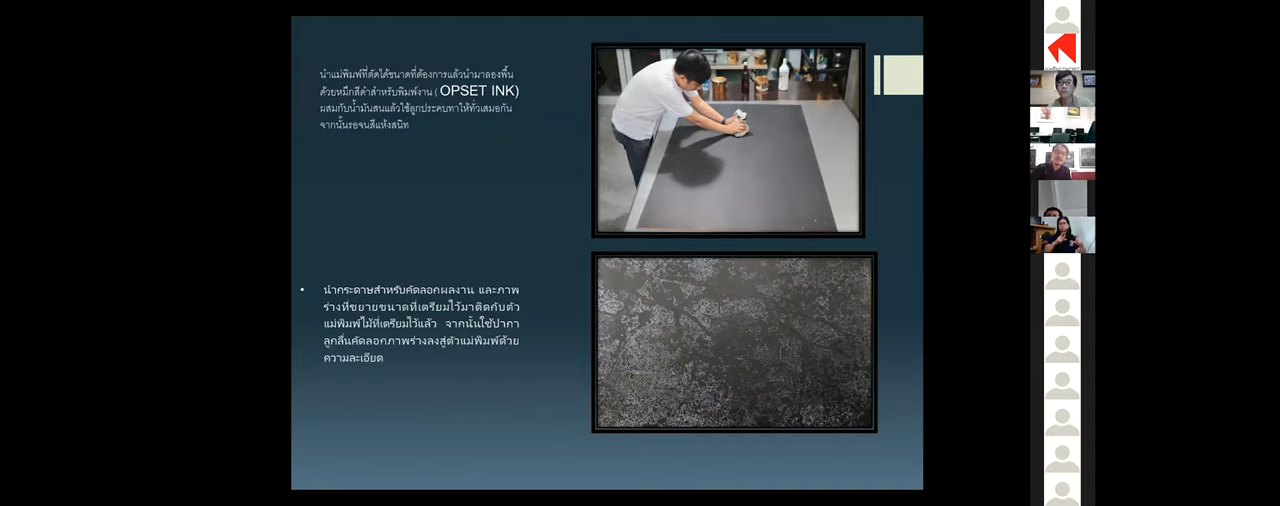 นำแม่พิมพ์ที่ตัดได้ขนาดที่ต้องการแล้วนำมาลองพื้น
ด้วยหมึกสีดำสำหรับพิมพ์งาน ( OPSET INK)
ผสมกับน้ำมันสนแล้วใช้ลูกประคบทาให้ทั่วเสมอกัน
จากนั้นรอจนสีแห้งสนิท
• นำกระดาษสำหรับคัดลอกผลงาน และภาพ
ร่างที่ขยายขนาดที่เตรียมไว้มาติดกับตัว
แม่พิมพ์ไม้ที่เตรียมไว้แล้ว จากนั้นใช้ปากกา
ลูกลื่นคัดลอกภาพร่างลงสู่ตัวแม่พิมพ์ด้วย
ความละเอียด